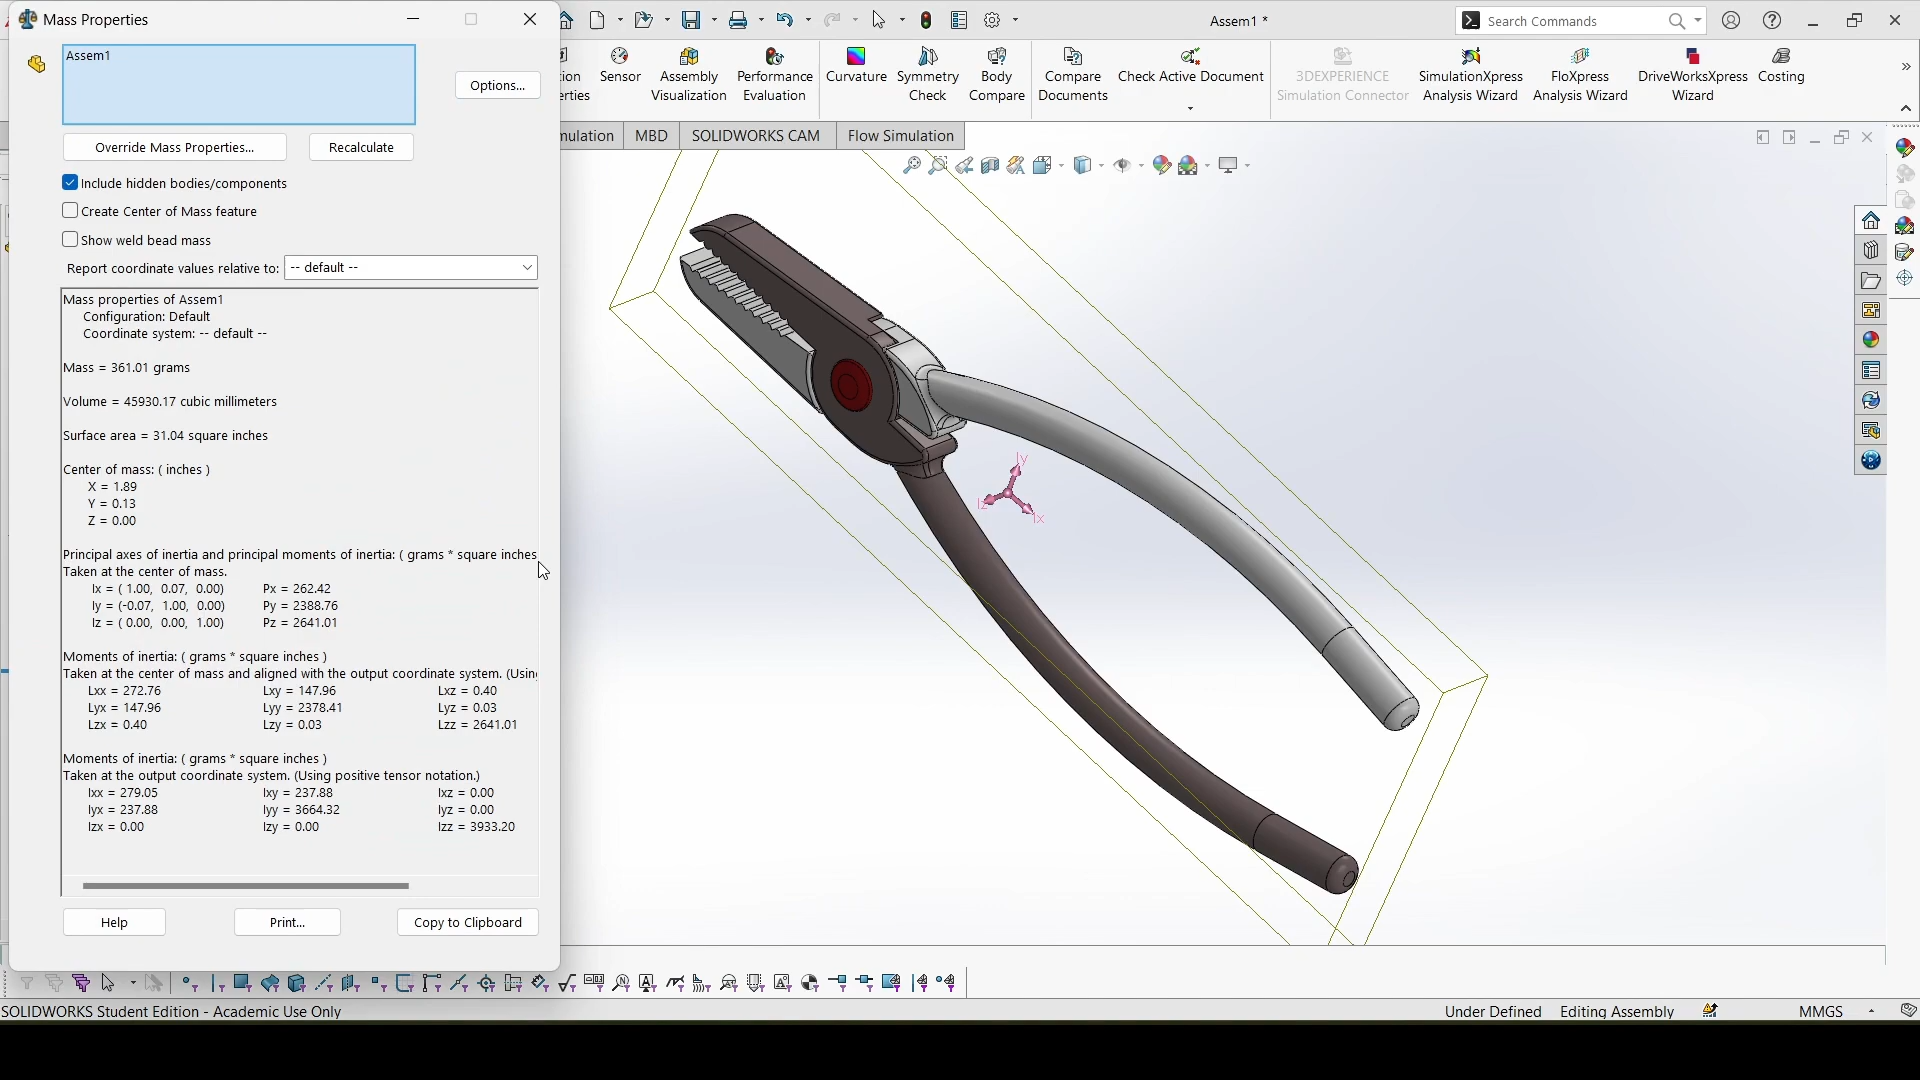 Mass Properties
Assem1 *
Search Commands
Assem1
Options...
Sensor
Assembly Visualization
Performance Evaluation
Curvature
Symmetry Check
Body Compare
Compare Documents
Check Active Document
3DEXPERIENCE Simulation Connector
SimulationXpress Analysis Wizard
FloXpress Analysis Wizard
DriveWorksXpress Wizard
Costing
MBD
SOLIDWORKS CAM
Flow Simulation
Override Mass Properties...
Recalculate
Include hidden bodies/components
Create Center of Mass feature
Show weld bead mass
Report coordinate values relative to:
-- default --
Mass properties of Assem1
Configuration: Default
Coordinate system: -- default --
Mass = 361.01 grams
Volume = 45930.17 cubic millimeters
Surface area = 31.04 square inches
Center of mass: ( inches )
X = 1.89
Y = 0.13
Z = 0.00
Principal axes of inertia and principal moments of inertia: ( grams * square inches
Taken at the center of mass.
Ix = ( 1.00, 0.07, 0.00) Px = 262.42
Iy = (-0.07, 1.00, 0.00) Py = 2388.76
Iz = ( 0.00, 0.00, 1.00) Pz = 2641.01
Moments of inertia: ( grams * square inches )
Taken at the center of mass and aligned with the output coordinate system. (Usin
Lxx = 272.76 Lxy = 147.96 Lxz = 0.40
Lyx = 147.96 Lyy = 2378.41 Lyz = 0.03
Lzx = 0.40 Lzy = 0.03 Lzz = 2641.01
Moments of inertia: ( grams * square inches )
Taken at the output coordinate system. (Using positive tensor notation.)
Ixx = 279.05 Ixy = 237.88 Ixz = 0.00
Iyx = 237.88 Iyy = 3664.32 Iyz = 0.00
Izx = 0.00 Izy = 0.00 Izz = 3933.20
Iy
Iz
Ix
Help
Print...
Copy to Clipboard
SOLIDWORKS Student Edition - Academic Use Only
Under Defined
Editing Assembly
MMGS